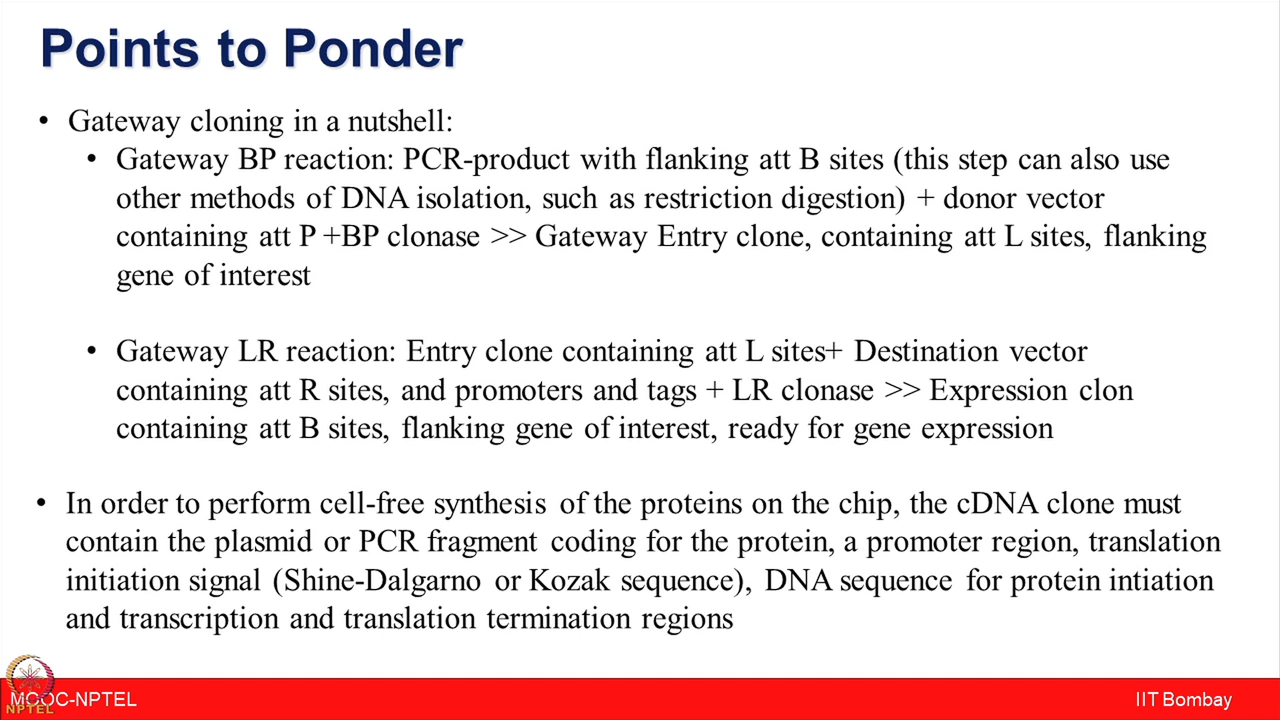 Points to Ponder
• Gateway cloning in a nutshell:
• Gateway BP reaction: PCR-product with flanking att B sites (this step can also use
other methods of DNA isolation, such as restriction digestion) + donor vector
containing att P +BP clonase >> Gateway Entry clone, containing att L sites, flanking
gene of interest
• Gateway LR reaction: Entry clone containing att L sites+ Destination vector
containing att R sites, and promoters and tags + LR clonase >> Expression clon
containing att B sites, flanking gene of interest, ready for gene expression
• In order to perform cell-free synthesis of the proteins on the chip, the cDNA clone must
contain the plasmid or PCR fragment coding for the protein, a promoter region, translation
initiation signal (Shine-Dalgarno or Kozak sequence), DNA sequence for protein intiation
and transcription and translation termination regions
MOOC-NPTEL
NPTEL
IIT Bombay